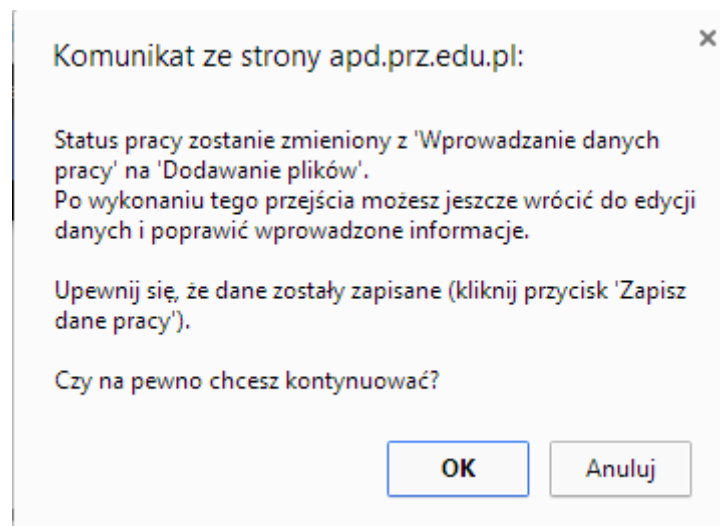 Komunikat ze strony apd.prz.edu.pl:
Status pracy zostanie zmieniony z 'Wprowadzanie danych
pracy' na 'Dodawanie plików'.
Po wykonaniu tego przejścia możesz jeszcze wrócić do edycji
danych i poprawić wprowadzone informacje.
Upewnij się, że dane zostały zapisane (kliknij przycisk 'Zapisz
dane pracy').
Czy na pewno chcesz kontynuować?
OK
Anuluj